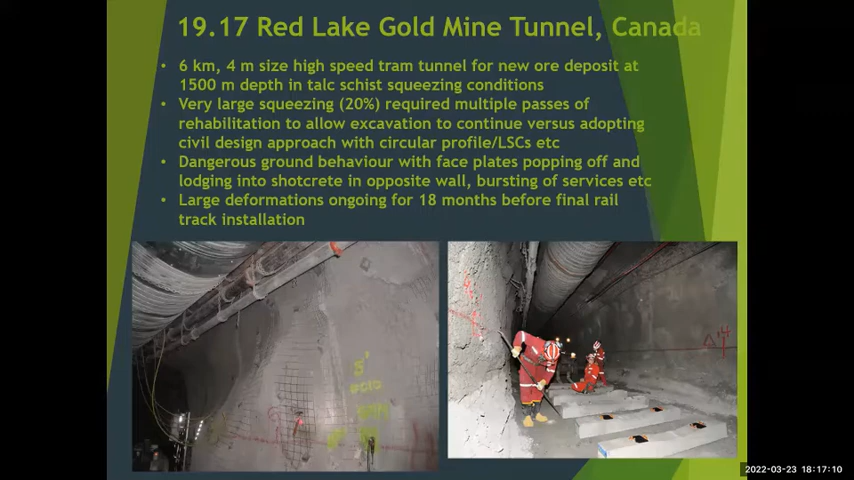 19.17 Red Lake Gold Mine Tunnel, Canada
• 6 km, 4 m size high speed tram tunnel for new ore deposit at
1500 m depth in talc schist squeezing conditions
• Very large squeezing (20%) required multiple passes of
rehabilitation to allow excavation to continue versus adopting
civil design approach with circular profile/LSCs etc
• Dangerous ground behaviour with face plates popping off and
lodging into shotcrete in opposite wall, bursting of services etc
• Large deformations ongoing for 18 months before final rail
track installation
5'
2022-03-23 18:17:10